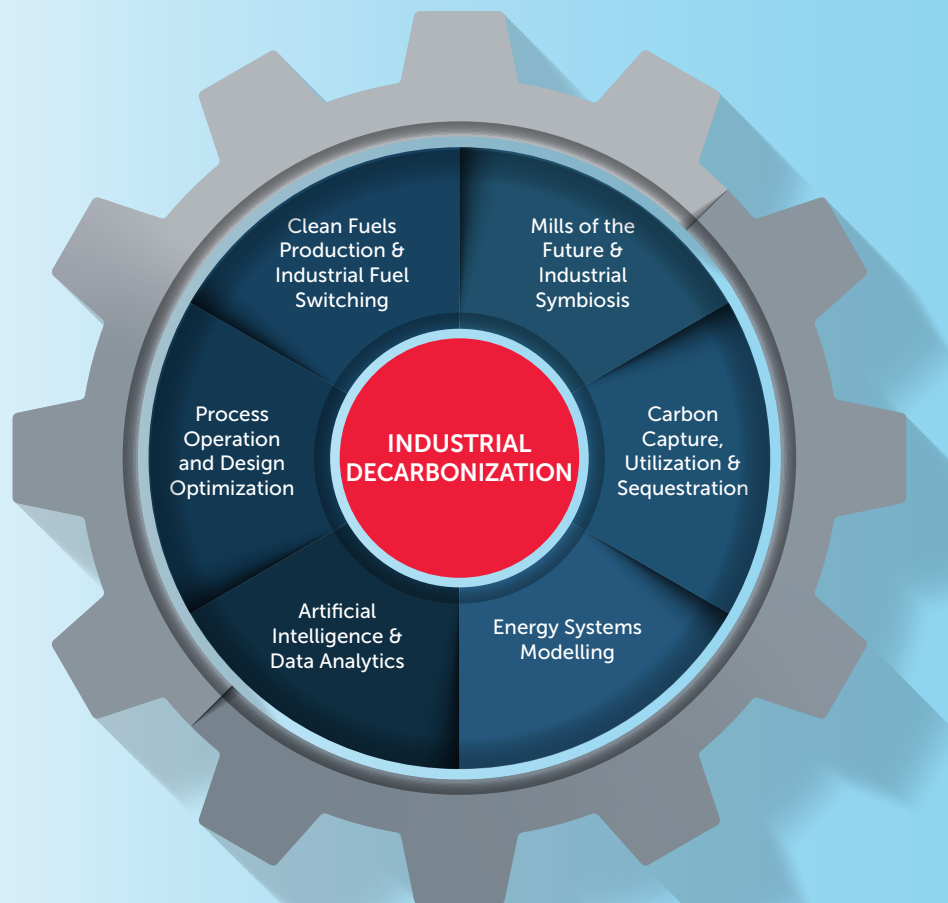 Clean Fuels
Production &
Industrial Fuel
Switching
Mills of the
Future &
Industrial
Symbiosis
Process
Operation
and Design
Optimization
INDUSTRIAL
DECARBONIZATION
Carbon
Capture,
Utilization &
Sequestration
Artificial
Intelligence &
Data Analytics
Energy Systems
Modelling